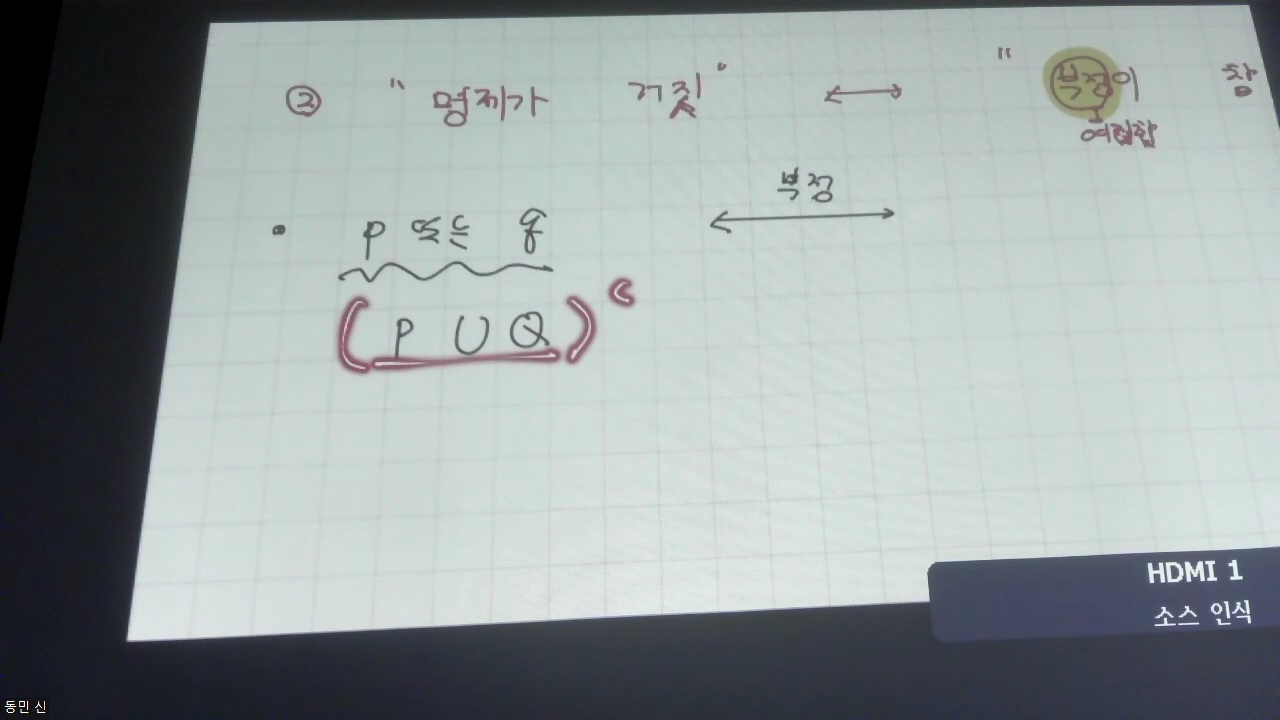 ② " 명제가 거짓 " ↔ " 부정이 참
여집합
부정
• p 또는 q ↔
( P ∪ Q )ᶜ
HDMI 1
소스 인식
동민 신